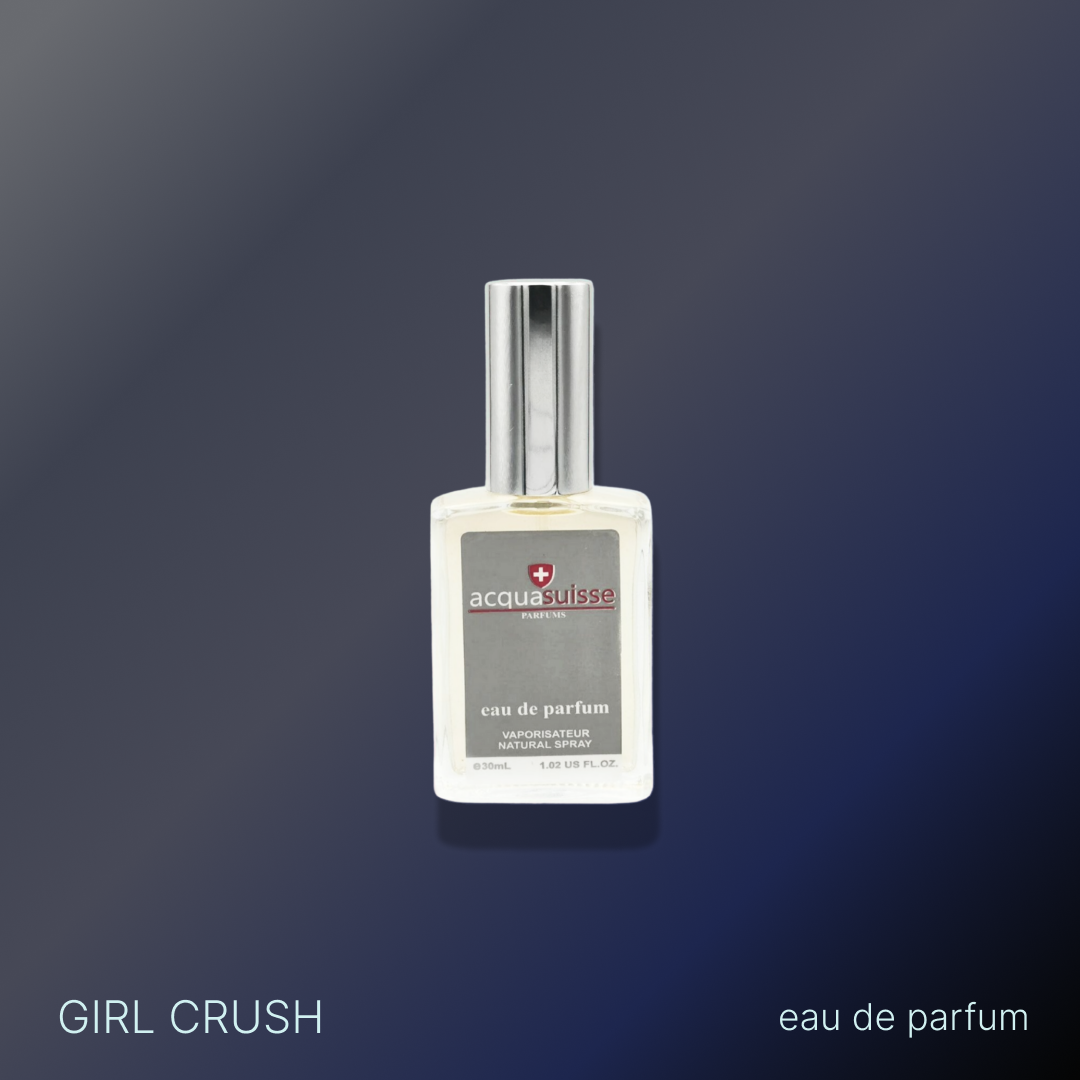 acquasuisse
PARFUMS
eau de parfum
VAPORISATEUR
NATURAL SPRAY
℮30mL 1.02 US FL.OZ.
GIRL CRUSH
eau de parfum